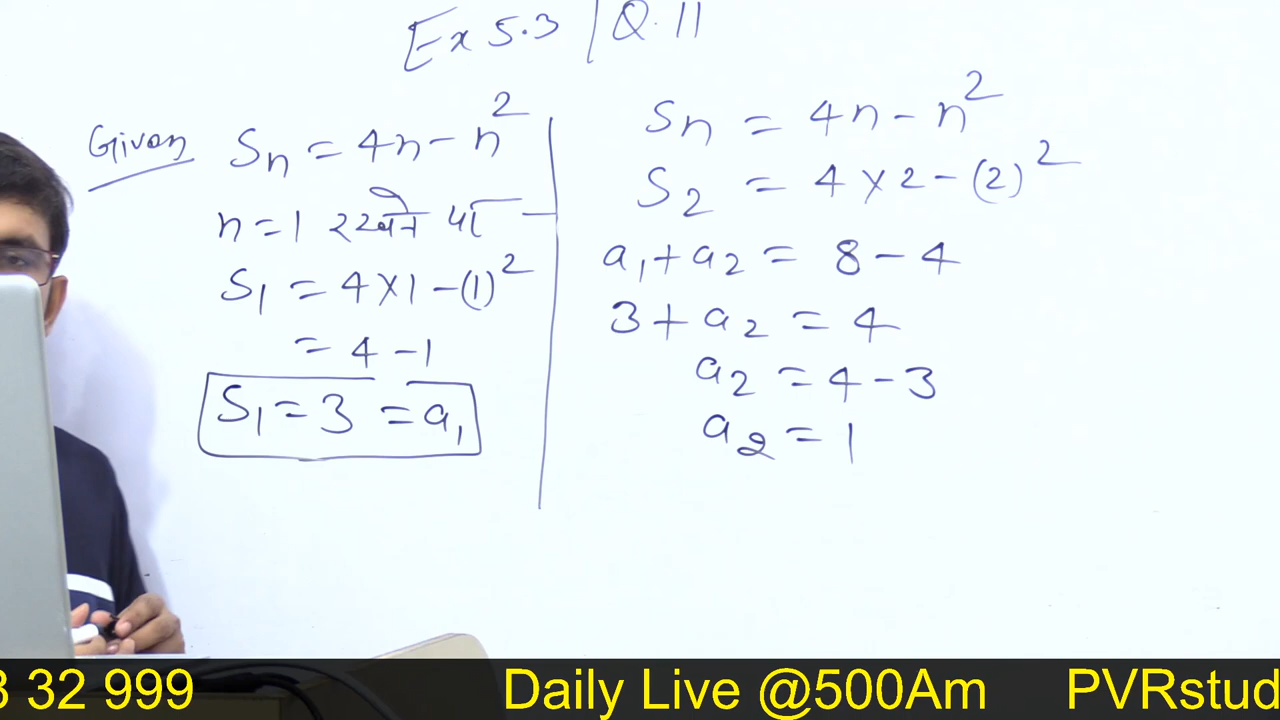 Ex 5.3 | Q.11
Given Sn = 4n - n²
n = 1 रखने पर
S₁ = 4×1 - (1)²
= 4 - 1
S₁ = 3 = a₁
Sn = 4n - n²
S₂ = 4×2 - (2)²
a₁ + a₂ = 8 - 4
3 + a₂ = 4
a₂ = 4 - 3
a₂ = 1
3 32 999 Daily Live @500Am PVRstud